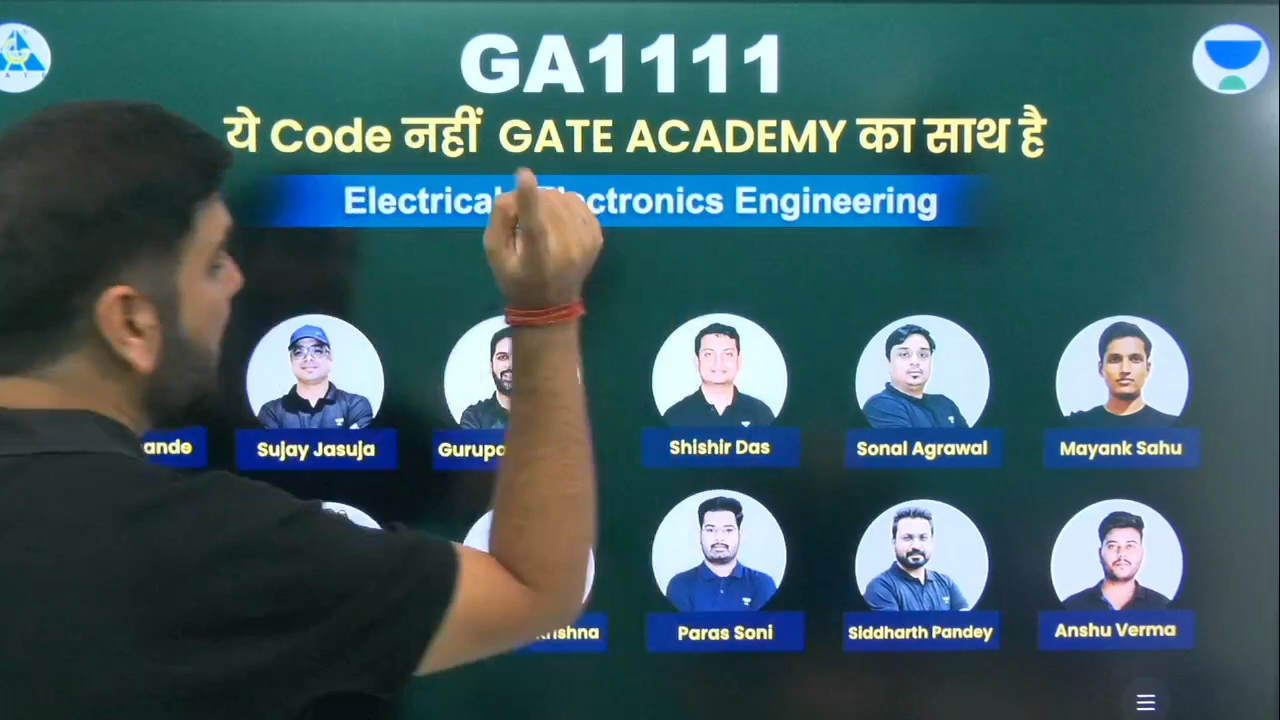 GA1111
ये Code नहीं GATE ACADEMY का साथ है
Electrical Electronics Engineering
Sujay Jasuja
Shishir Das
Sonal Agrawal
Mayank Sahu
Paras Soni
Siddharth Pandey
Anshu Verma